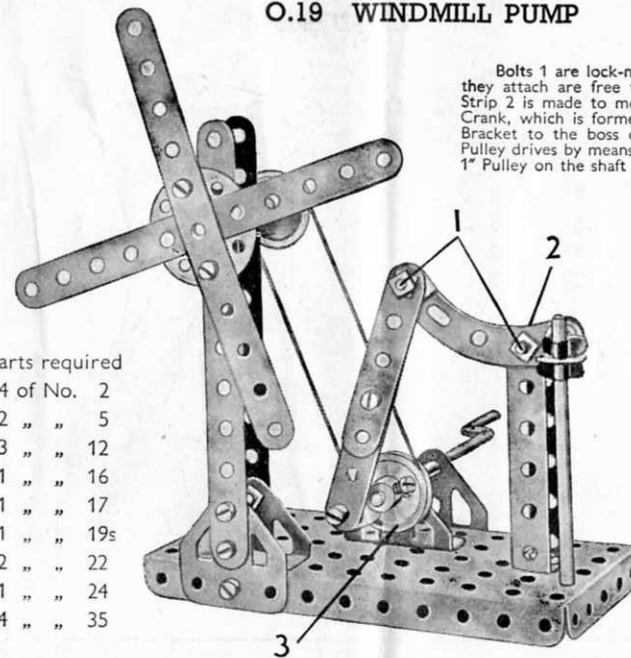 O.19 WINDMILL PUMP
Bolts 1 are lock-n
they attach are free
Strip 2 is made to m
Crank, which is forme
Bracket to the boss
Pulley drives by means
1" Pulley on the shaft
1
2
arts required
4 of No. 2
2 „ „ 5
3 „ „ 12
1 „ „ 16
1 „ „ 17
1 „ „ 19s
2 „ „ 22
1 „ „ 24
4 „ „ 35
3